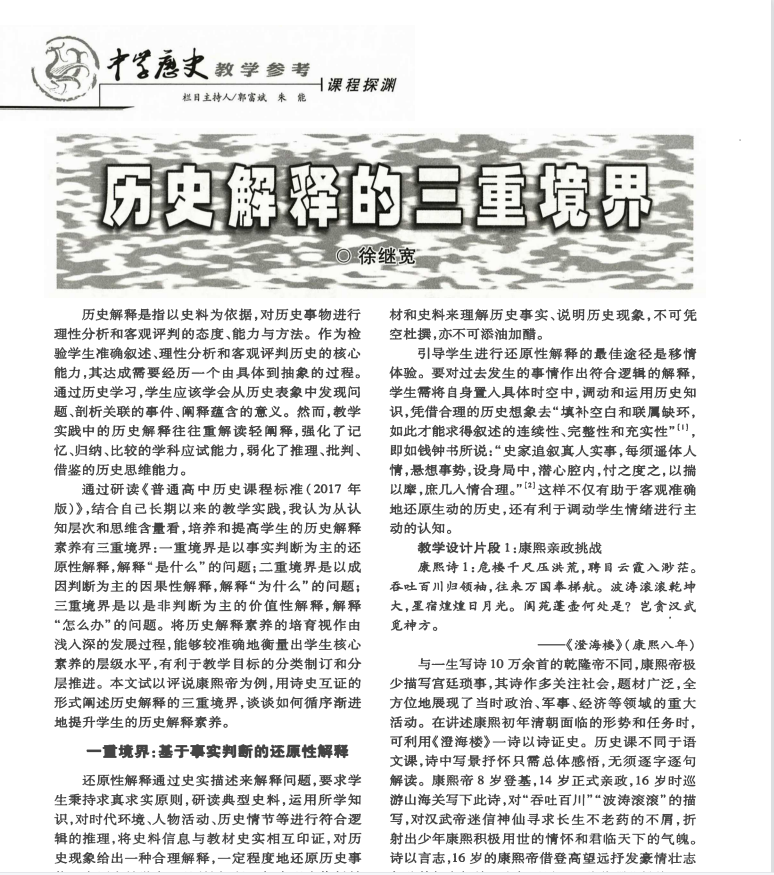 中学历史教学参考
课程探渊
栏目主持人/郭富斌 朱 能
历史解释的三重境界
◎ 徐继宽
历史解释是指以史料为依据,对历史事物进行
理性分析和客观评判的态度、能力与方法。作为检
验学生准确叙述、理性分析和客观评判历史的核心
能力,其达成需要经历一个由具体到抽象的过程。
通过历史学习,学生应该学会从历史表象中发现问
题、剖析关联的事件、阐释蕴含的意义。然而,教学
实践中的历史解释往往重解读轻阐释,强化了记
忆、归纳、比较的学科应试能力,弱化了推理、批判、
借鉴的历史思维能力。
通过研读《普通高中历史课程标准(2017 年
版)》,结合自己长期以来的教学实践,我认为从认
知层次和思维含量看,培养和提高学生的历史解释
素养有三重境界:一重境界是以事实判断为主的还
原性解释,解释“是什么”的问题;二重境界是以成
因判断为主的因果性解释,解释“为什么”的问题;
三重境界是以是非判断为主的价值性解释,解释
“怎么办”的问题。将历史解释素养的培育视作由
浅入深的发展过程,能够较准确地衡量出学生核心
素养的层级水平,有利于教学目标的分类制订和分
层推进。本文试以评说康熙帝为例,用诗史互证的
形式阐述历史解释的三重境界,谈谈如何循序渐进
地提升学生的历史解释素养。
一重境界:基于事实判断的还原性解释
还原性解释通过史实描述来解释问题,要求学
生秉持求真求实原则,研读典型史料,运用所学知
识,对时代环境、人物活动、历史情节等进行符合逻
辑的推理,将史料信息与教材史实相互印证,对历
史现象给出一种合理解释,一定程度地还原历史事
材和史料来理解历史事实、说明历史现象,不可凭
空杜撰,亦不可添油加醋。
引导学生进行还原性解释的最佳途径是移情
体验。要对过去发生的事情作出符合逻辑的解释,
学生需将自身置入具体时空中,调动和运用历史知
识,凭借合理的历史想象去“填补空白和联属缺环,
如此才能求得叙述的连续性、完整性和充实性”[1],
即如钱钟书所说:“史家追叙真人实事,每须遥体人
情,悬想事势,设身局中,潜心腔内,忖之度之,以揣
以摩,庶几人情合理。”[2]这样不仅有助于客观准确
地还原生动的历史,还有利于调动学生情绪进行主
动的认知。
教学设计片段 1:康熙亲政挑战
康熙诗 1:危楼千尺压洪荒,骋目云霞入渺茫。
吞吐百川归领袖,往来万国奉梯航。波涛滚滚乾坤
大,星宿煌煌日月光。阆苑蓬壶何处是?岂贪汉武
觅神方。
——《澄海楼》(康熙八年)
与一生写诗 10 万余首的乾隆帝不同,康熙帝极
少描写宫廷琐事,其诗作多关注社会,题材广泛,全
方位地展现了当时政治、军事、经济等领域的重大
活动。在讲述康熙初年清朝面临的形势和任务时,
可利用《澄海楼》一诗以诗证史。历史课不同于语
文课,诗中写景抒怀只需总体感悟,无须逐字逐句
解读。康熙帝 8 岁登基,14 岁正式亲政,16 岁时巡
游山海关写下此诗,对“吞吐百川”“波涛滚滚”的描
写,对汉武帝迷信神仙寻求长生不老药的不屑,折
射出少年康熙积极用世的情怀和君临天下的气魄。
诗以言志,16 岁的康熙帝借登高望远抒发豪情壮志